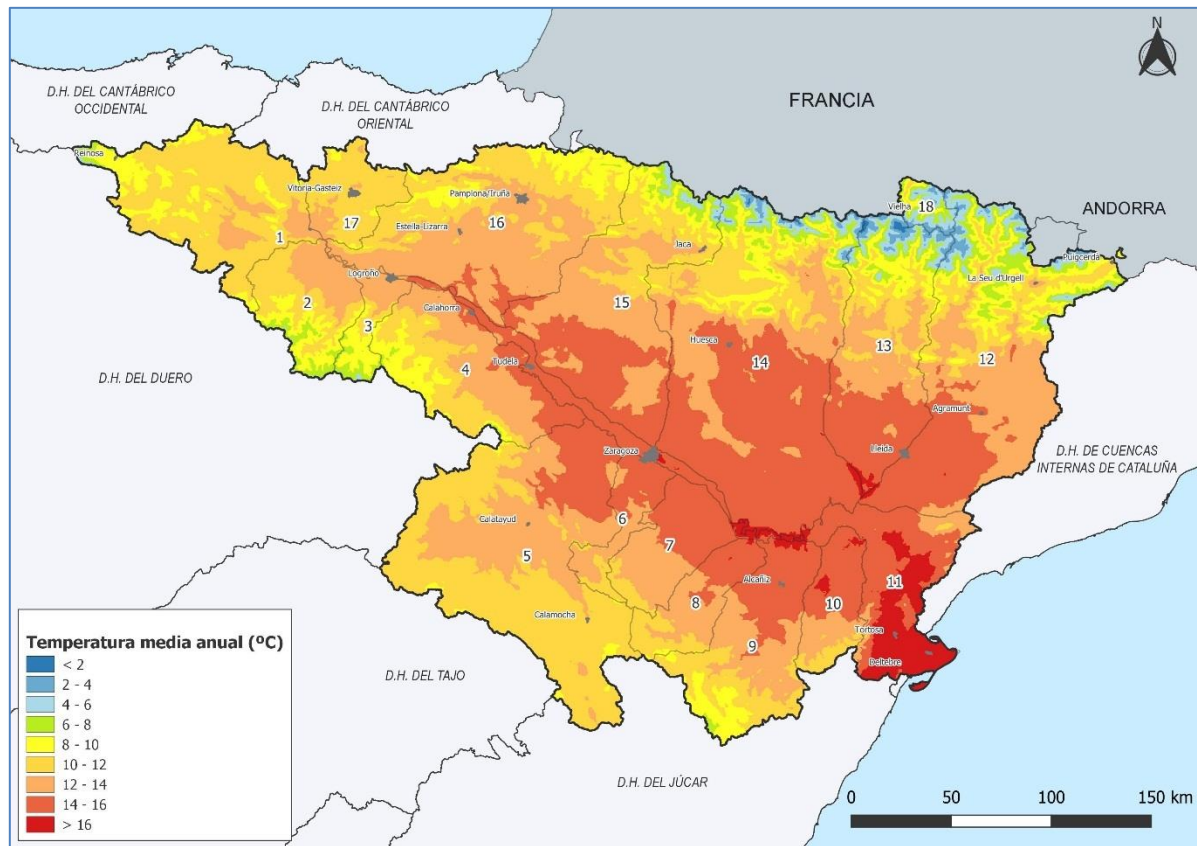 N
D.H. DEL CANTÁBRICO
OCCIDENTAL
D.H. DEL CANTÁBRICO
ORIENTAL
FRANCIA
Reinosa
Vitoria-Gasteiz
Pamplona/Iruña
Vielha
18
ANDORRA
17
Estella-Lizarra
16
1
Jaca
Puigcerda
La Seu d'Urgell
Logroño
2
3
Calahorra
15
Huesca
14
13
12
4
Tudela
D.H. DEL DUERO
Agramunt
Zaragoza
Lleida
D.H. DE CUENCAS
INTERNAS DE CATALUÑA
Calatayud
6
5
7
Alcañiz
11
8
10
Calamocha
Tortosa
9
Deltebre
D.H. DEL TAJO
D.H. DEL JÚCAR
Temperatura media anual (ºC)
< 2
2 - 4
4 - 6
6 - 8
8 - 10
10 - 12
12 - 14
14 - 16
> 16
0 50 100 150 km